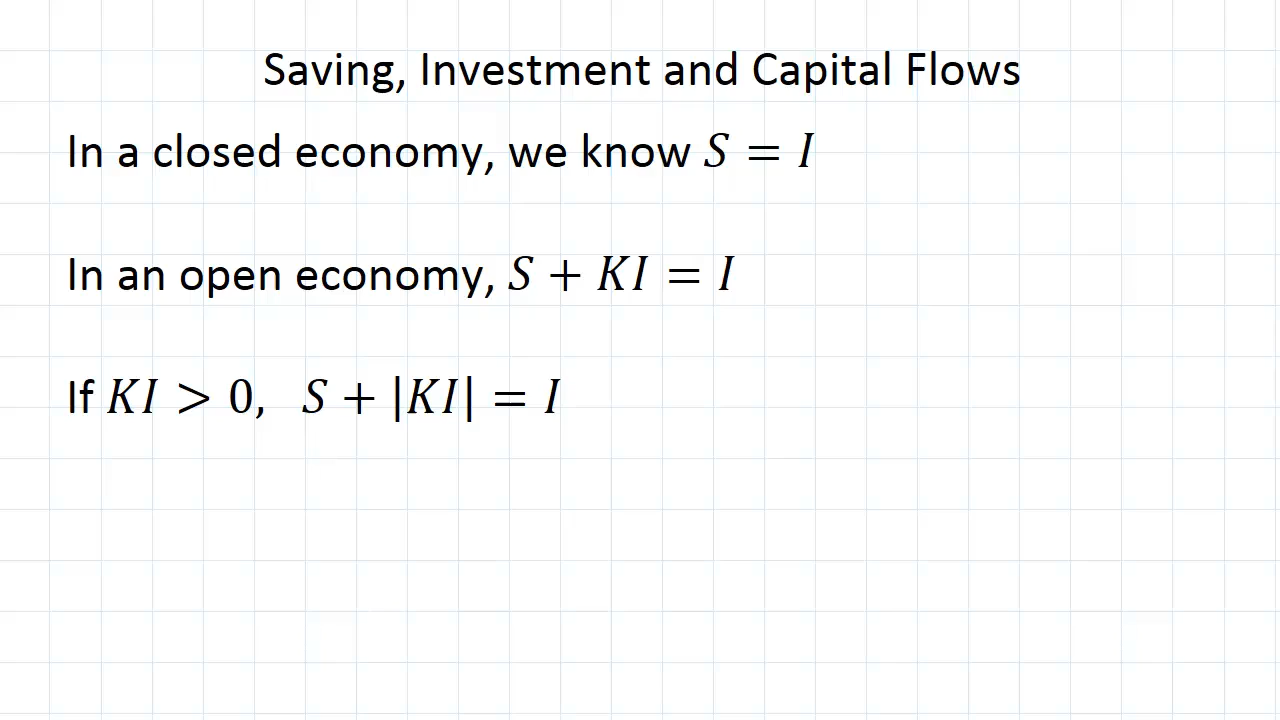 Saving, Investment and Capital Flows
In a closed economy, we know S = I
In an open economy, S + KI = I
If KI > 0, S + |KI| = I